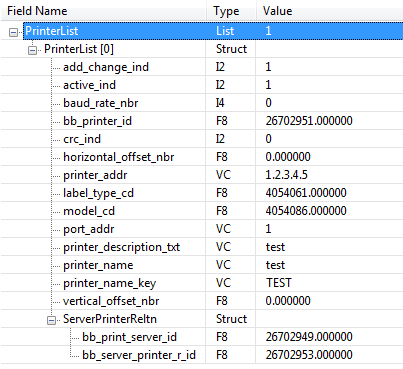 Field Name Type Value
PrinterList List 1
PrinterList [0] Struct
add_change_ind I2 1
active_ind I2 1
baud_rate_nbr I4 0
bb_printer_id F8 26702951.000000
crc_ind I2 0
horizontal_offset_nbr F8 0.000000
printer_addr VC 1.2.3.4.5
label_type_cd F8 4054061.000000
model_cd F8 4054086.000000
port_addr VC 1
printer_description_txt VC test
printer_name VC test
printer_name_key VC TEST
vertical_offset_nbr F8 0.000000
ServerPrinterReltn Struct
bb_print_server_id F8 26702949.000000
bb_server_printer_r_id F8 26702953.000000